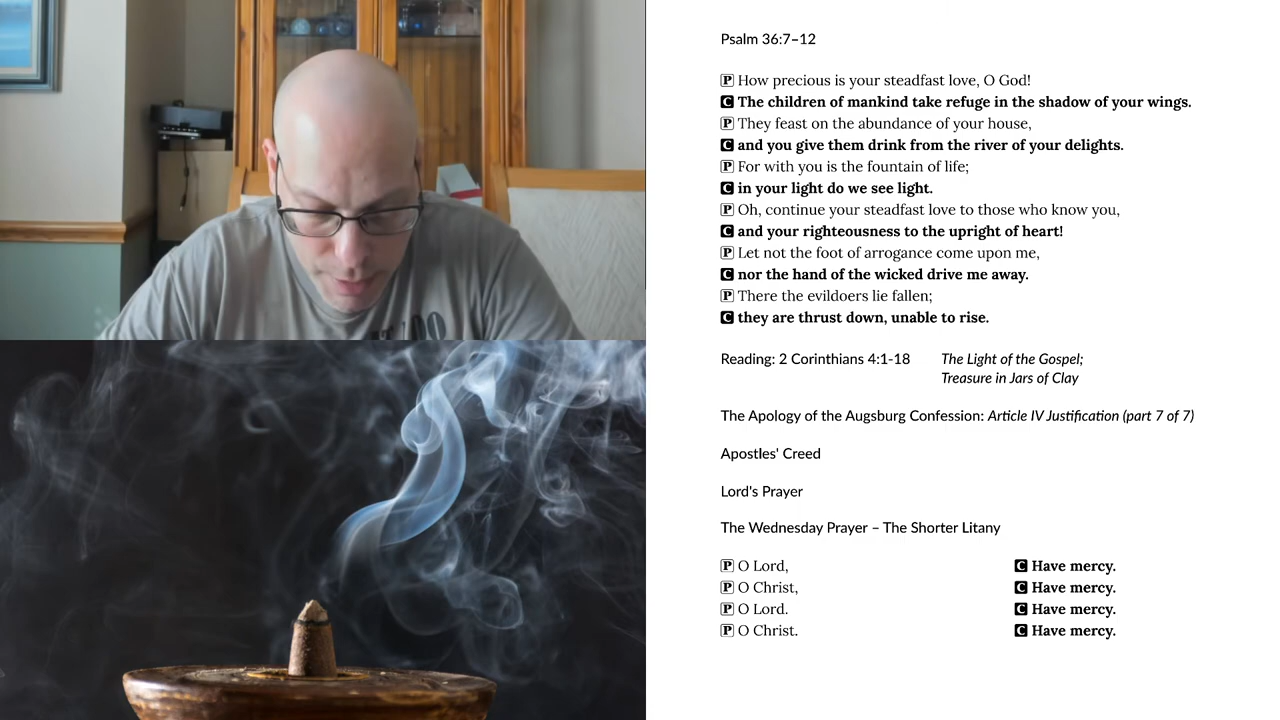 Psalm 36:7–12
P How precious is your steadfast love, O God!
C The children of mankind take refuge in the shadow of your wings.
P They feast on the abundance of your house,
C and you give them drink from the river of your delights.
P For with you is the fountain of life;
C in your light do we see light.
P Oh, continue your steadfast love to those who know you,
C and your righteousness to the upright of heart!
P Let not the foot of arrogance come upon me,
C nor the hand of the wicked drive me away.
P There the evildoers lie fallen;
C they are thrust down, unable to rise.
Reading: 2 Corinthians 4:1-18 The Light of the Gospel;
Treasure in Jars of Clay
The Apology of the Augsburg Confession: Article IV Justification (part 7 of 7)
Apostles' Creed
Lord's Prayer
The Wednesday Prayer – The Shorter Litany
P O Lord, C Have mercy.
P O Christ, C Have mercy.
P O Lord. C Have mercy.
P O Christ. C Have mercy.